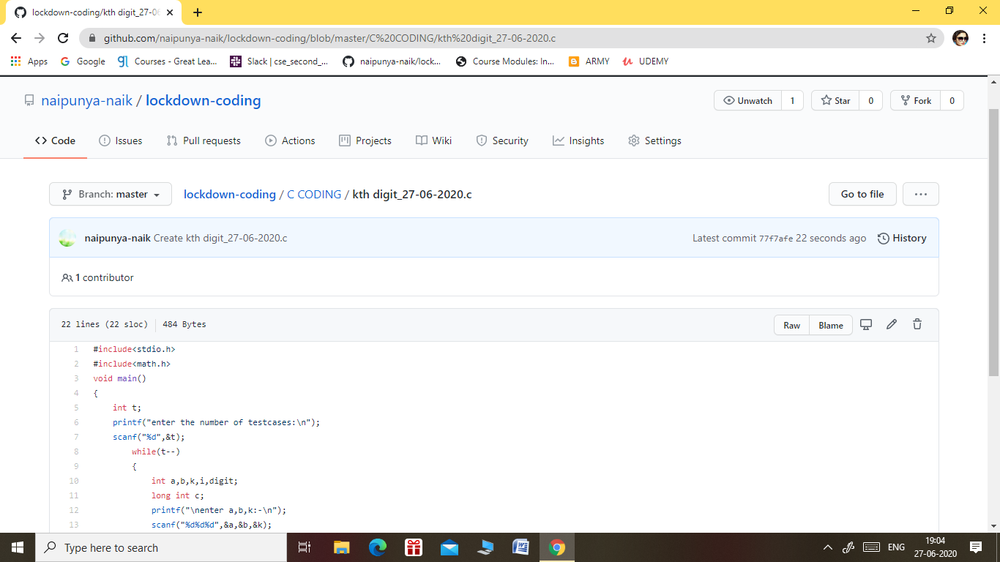 lockdown-coding/kth digit_27-06
github.com/naipunya-naik/lockdown-coding/blob/master/C%20CODING/kth%20digit_27-06-2020.c
Apps Google Courses - Great Lea... Slack | cse_second_... naipunya-naik/lock... Course Modules: In... ARMY UDEMY
naipunya-naik / lockdown-coding
Unwatch 1 Star 0 Fork 0
Code Issues Pull requests Actions Projects Wiki Security Insights Settings
Branch: master lockdown-coding / C CODING / kth digit_27-06-2020.c Go to file ...
naipunya-naik Create kth digit_27-06-2020.c Latest commit 77f7afe 22 seconds ago History
1 contributor
22 lines (22 sloc) 484 Bytes Raw Blame
1 #include<stdio.h>
2 #include<math.h>
3 void main()
4 {
5 int t;
6 printf("enter the number of testcases:\n");
7 scanf("%d",&t);
8 while(t--)
9 {
10 int a,b,k,i,digit;
11 long int c;
12 printf("\nenter a,b,k:-\n");
13 scanf("%d%d%d",&a,&b,&k);
Type here to search
ENG
19:04
27-06-2020